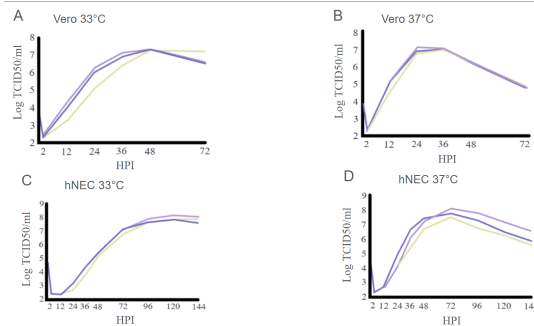 A
Vero 33°C
8
7
6
5
4
3
2
Log TCID50/ml
2 12 24 36 48 72
HPI
B
Vero 37°C
8
7
6
5
4
3
2
Log TCID50/ml
2 12 24 36 48 72
HPI
C
hNEC 33°C
9
8
7
6
5
4
3
2
Log TCID50/ml
2 12 24 36 48 72 96 120 144
HPI
D
hNEC 37°C
9
8
7
6
5
4
3
2
Log TCID50/ml
2 12 24 36 48 72 96 120 14
HPI